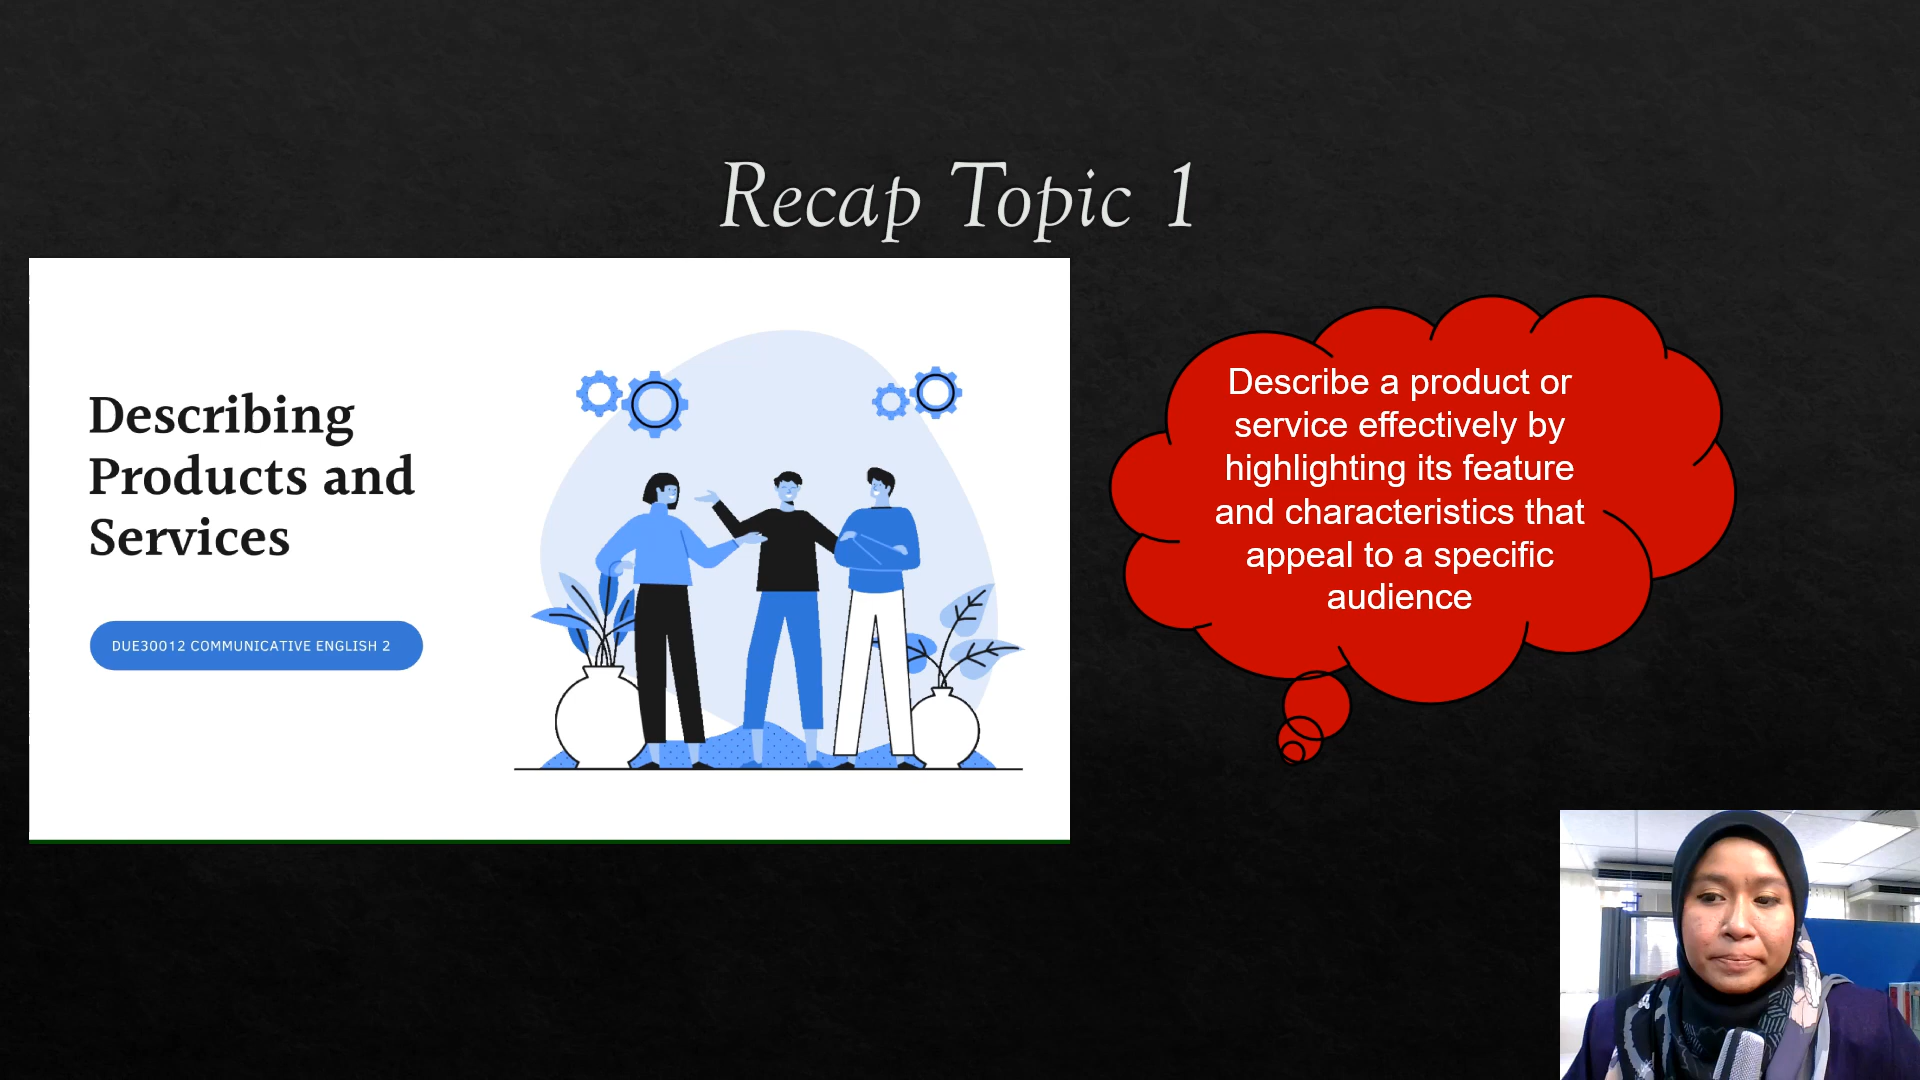 Recap Topic 1
Describing
Products and
Services
DUE30012 COMMUNICATIVE ENGLISH 2
Describe a product or
service effectively by
highlighting its feature
and characteristics that
appeal to a specific
audience